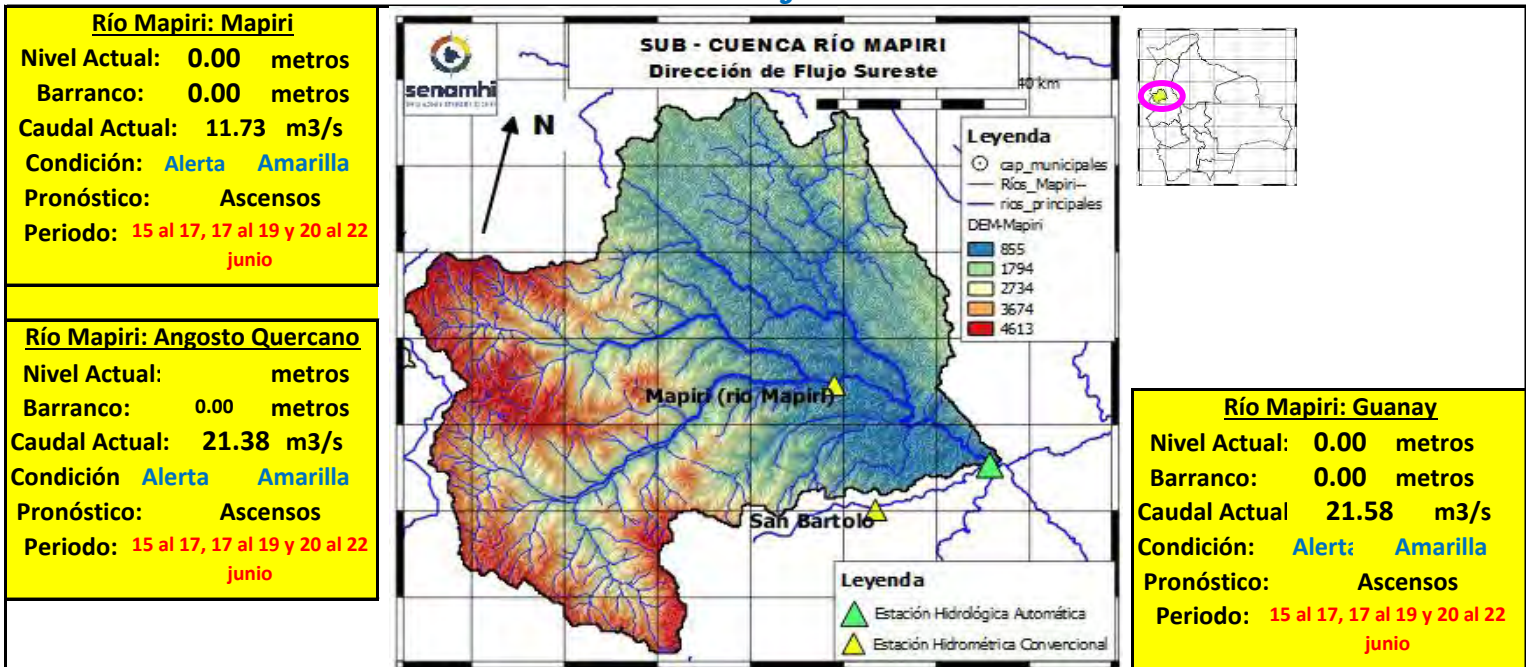 Río Mapiri: Mapiri
Nivel Actual: 0.00 metros
Barranco: 0.00 metros
Caudal Actual: 11.73 m3/s
Condición: Alerta Amarilla
Pronóstico: Ascensos
Periodo: 15 al 17, 17 al 19 y 20 al 22
junio
Río Mapiri: Angosto Quercano
Nivel Actual: metros
Barranco: 0.00 metros
Caudal Actual: 21.38 m3/s
Condición Alerta Amarilla
Pronóstico: Ascensos
Periodo: 15 al 17, 17 al 19 y 20 al 22
junio
senamhi
SUB - CUENCA RÍO MAPIRI
Dirección de Flujo Sureste
40 km
N
Leyenda
cap_municipales
Ríos_Mapiri--
rios_principales
DEM-Mapiri
855
1794
2734
3674
4613
Mapiri (rio Mapiri)
San Bartolo
Leyenda
Estación Hidrológica Automática
Estación Hidrométrica Convencional
Río Mapiri: Guanay
Nivel Actual: 0.00 metros
Barranco: 0.00 metros
Caudal Actual 21.58 m3/s
Condición: Alerta Amarilla
Pronóstico: Ascensos
Periodo: 15 al 17, 17 al 19 y 20 al 22
junio